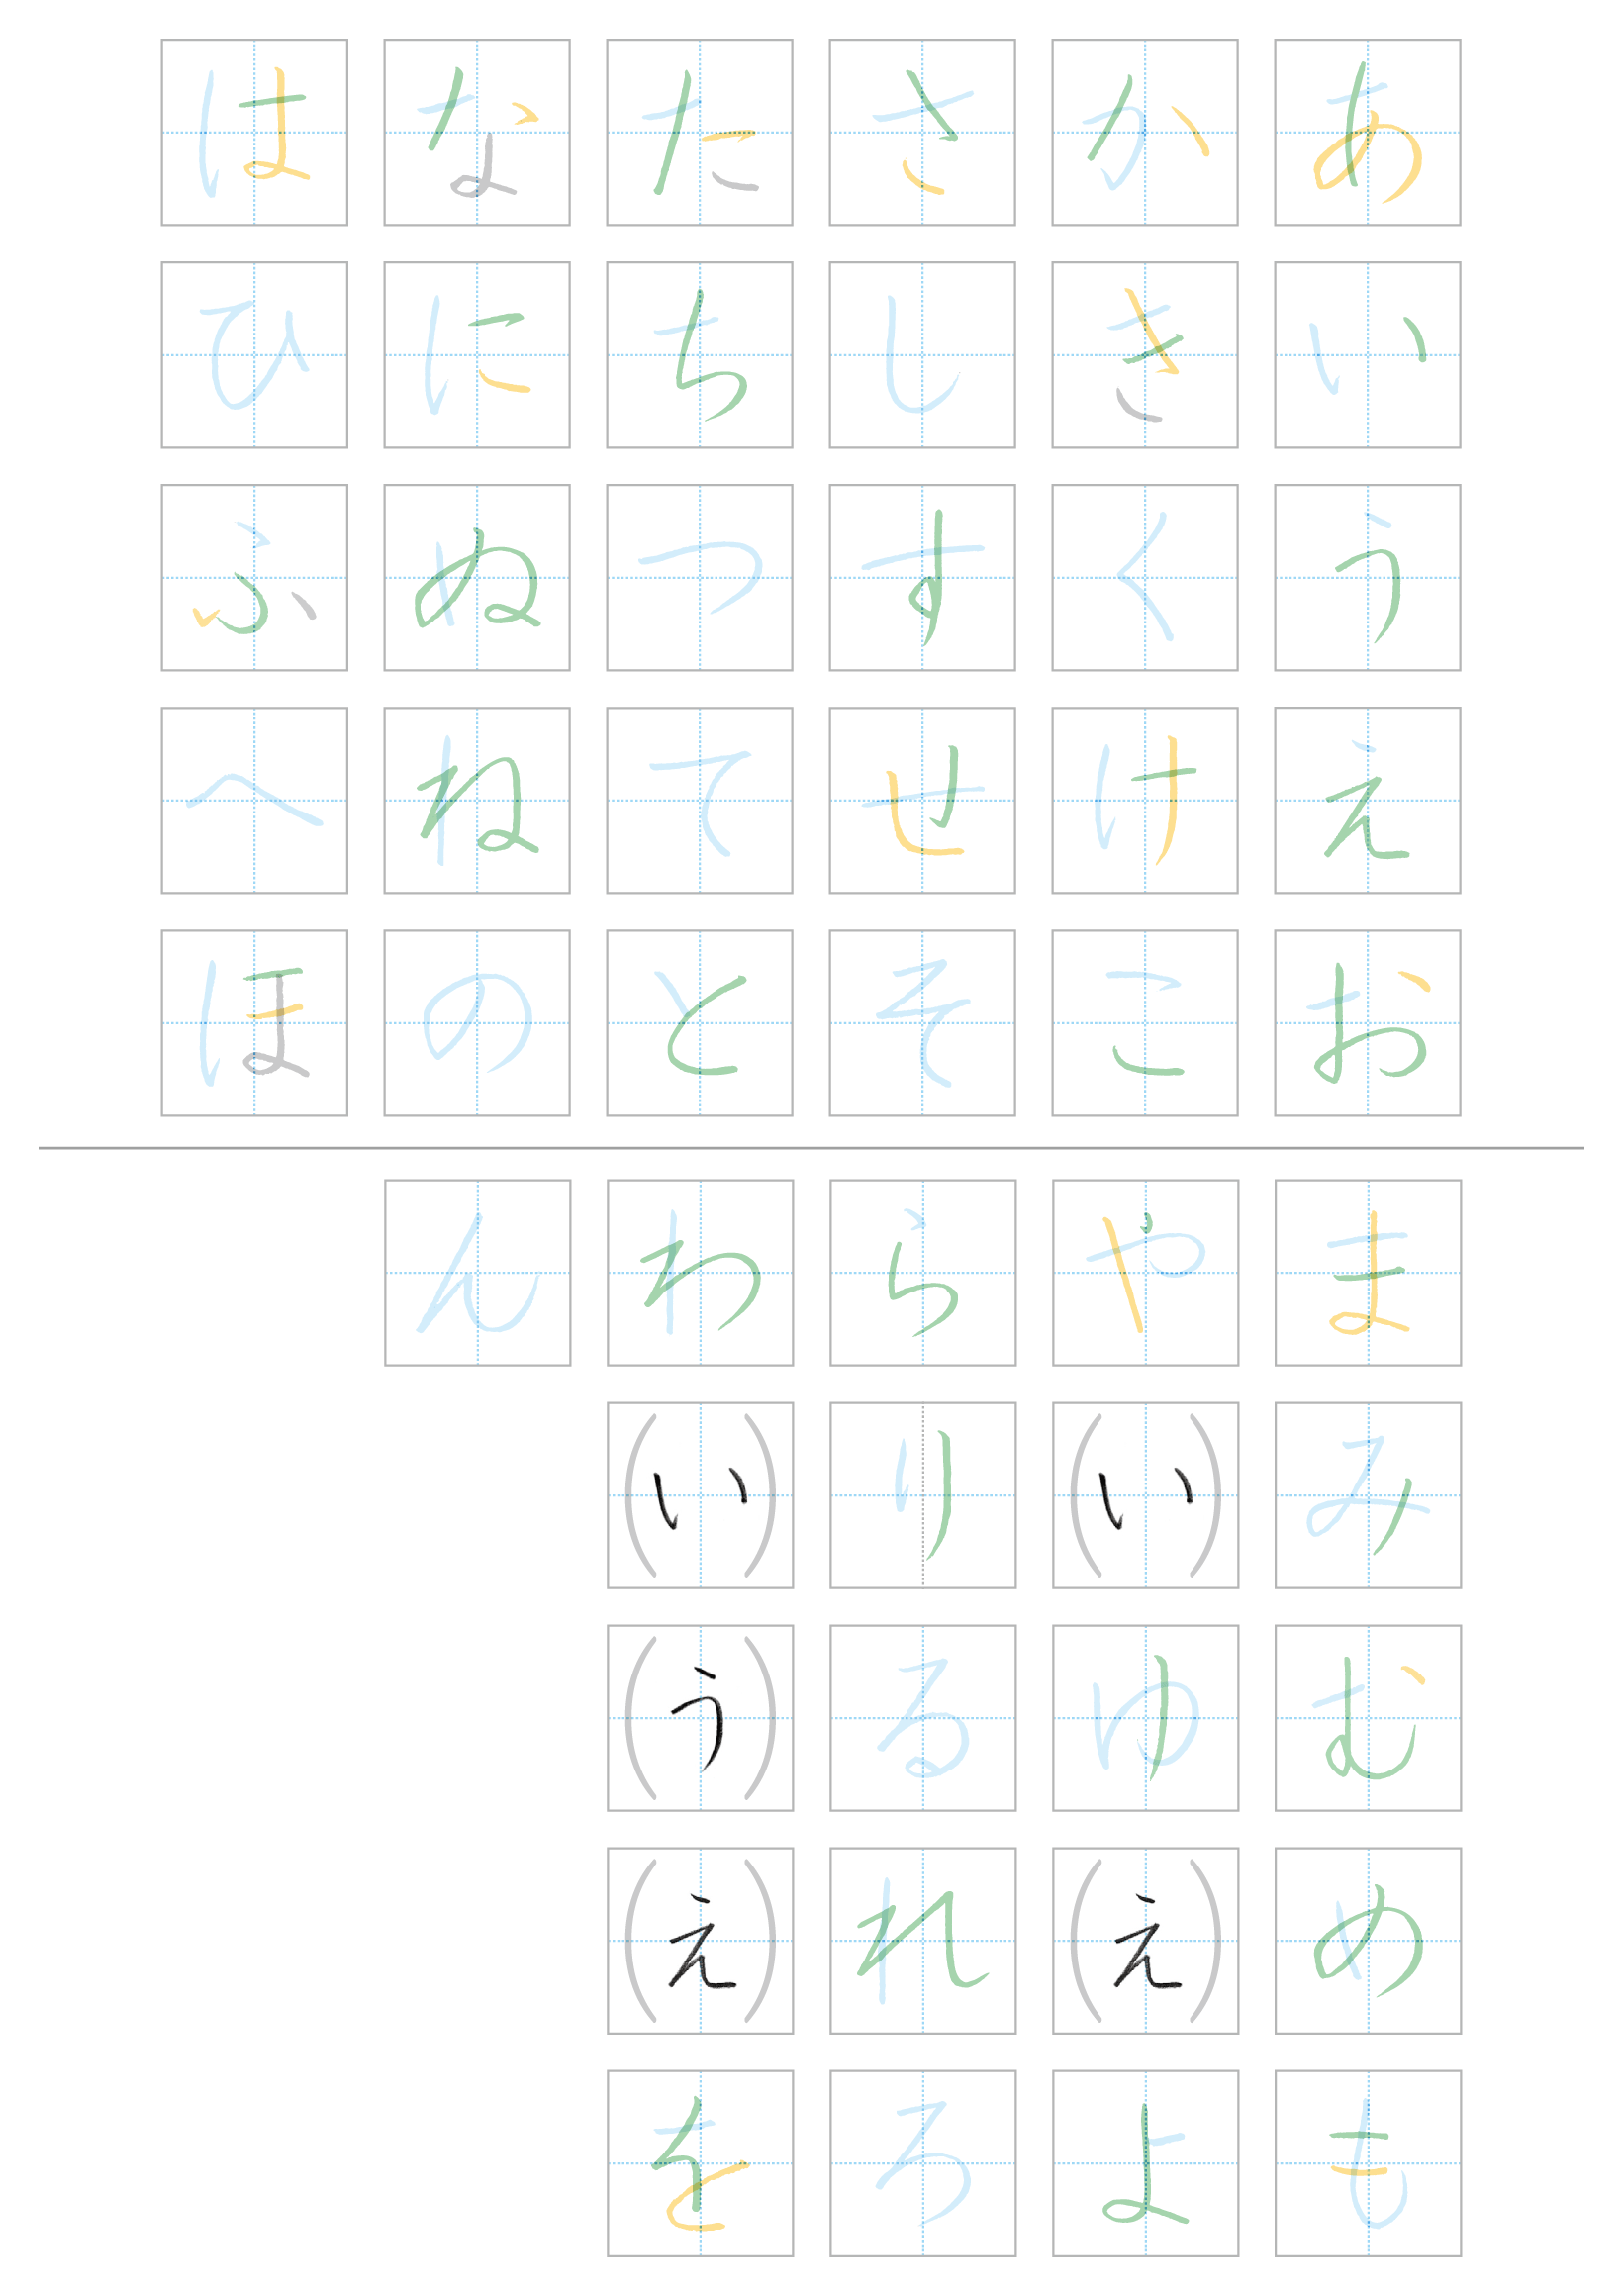 あいうえお
かきくけこ
さしすせそ
たちつてと
なにぬねの
はひふへほ
まみむめも
や(い)ゆ(え)よ
らりるれろ
わ(い)(う)(え)を
ん